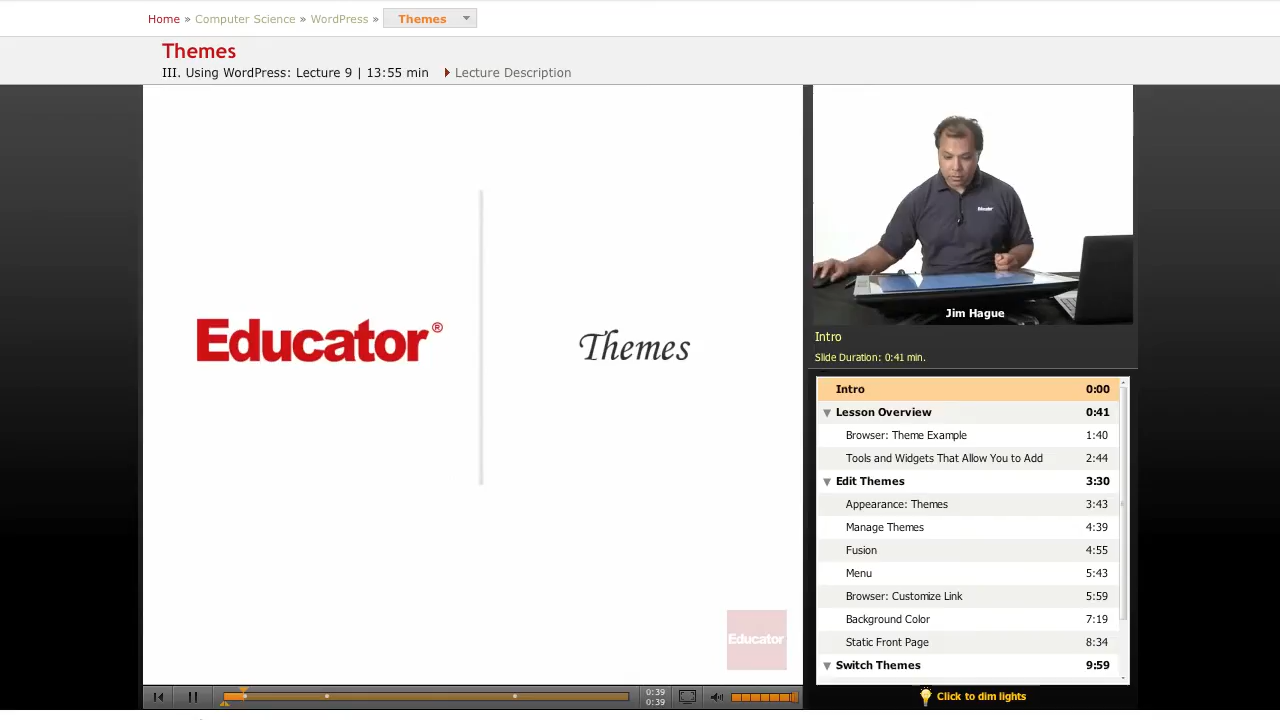 Home » Computer Science » WordPress » Themes
Themes
III. Using WordPress: Lecture 9 | 13:55 min Lecture Description
Educator®
Themes
Educator
Educator
Jim Hague
Intro
Slide Duration: 0:41 min.
Intro 0:00
Lesson Overview 0:41
Browser: Theme Example 1:40
Tools and Widgets That Allow You to Add 2:44
Edit Themes 3:30
Appearance: Themes 3:43
Manage Themes 4:39
Fusion 4:55
Menu 5:43
Browser: Customize Link 5:59
Background Color 7:19
Static Front Page 8:34
Switch Themes 9:59
0:39
0:39
Click to dim lights